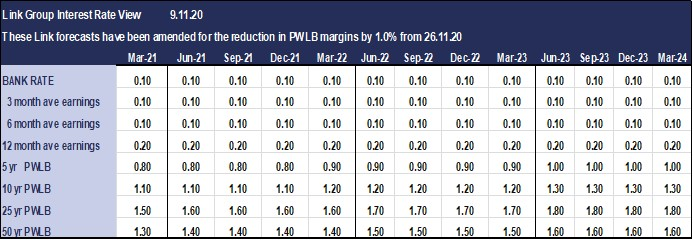 Link Group Interest Rate View 9.11.20
These Link forecasts have been amended for the reduction in PWLB margins by 1.0% from 26.11.20
Mar-21 Jun-21 Sep-21 Dec-21 Mar-22 Jun-22 Sep-22 Dec-22 Mar-23 Jun-23 Sep-23 Dec-23 Mar-24
BANK RATE 0.10 0.10 0.10 0.10 0.10 0.10 0.10 0.10 0.10 0.10 0.10 0.10 0.10
3 month ave earnings 0.10 0.10 0.10 0.10 0.10 0.10 0.10 0.10 0.10 0.10 0.10 0.10 0.10
6 month ave earnings 0.10 0.10 0.10 0.10 0.10 0.10 0.10 0.10 0.10 0.10 0.10 0.10 0.10
12 month ave earnings 0.20 0.20 0.20 0.20 0.20 0.20 0.20 0.20 0.20 0.20 0.20 0.20 0.20
5 yr PWLB 0.80 0.80 0.80 0.80 0.90 0.90 0.90 0.90 0.90 1.00 1.00 1.00 1.00
10 yr PWLB 1.10 1.10 1.10 1.10 1.20 1.20 1.20 1.20 1.20 1.30 1.30 1.30 1.30
25 yr PWLB 1.50 1.60 1.60 1.60 1.60 1.70 1.70 1.70 1.70 1.80 1.80 1.80 1.80
50 yr PWLB 1.30 1.40 1.40 1.40 1.40 1.50 1.50 1.50 1.50 1.60 1.60 1.60 1.60